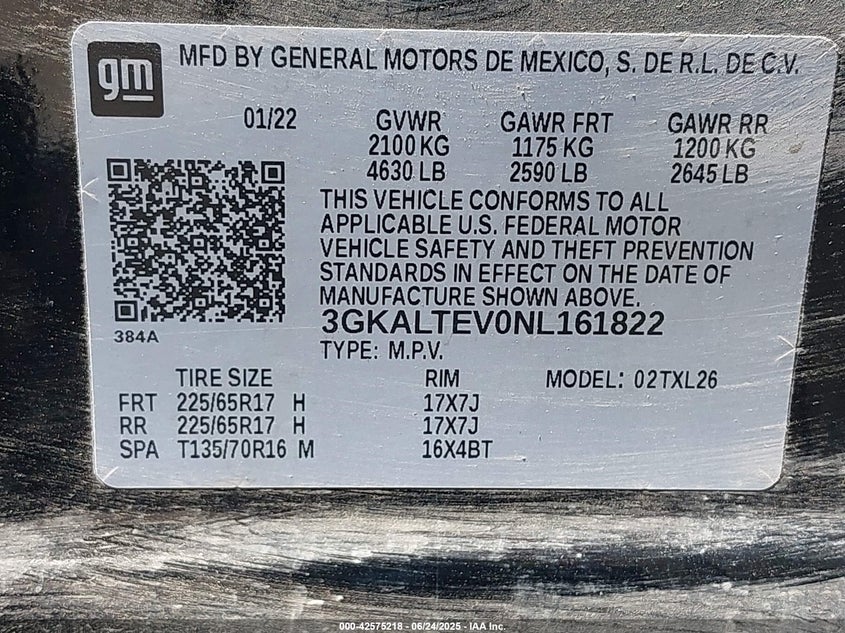 gm
MFD BY GENERAL MOTORS DE MEXICO, S. DE R.L. DE C.V.
01/22 GVWR GAWR FRT GAWR RR
2100 KG 1175 KG 1200 KG
4630 LB 2590 LB 2645 LB
THIS VEHICLE CONFORMS TO ALL
APPLICABLE U.S. FEDERAL MOTOR
VEHICLE SAFETY AND THEFT PREVENTION
STANDARDS IN EFFECT ON THE DATE OF
MANUFACTURE SHOWN ABOVE.
3GKALTEV0NL161822
384A
TYPE: M.P.V.
TIRE SIZE RIM MODEL: 02TXL26
FRT 225/65R17 H 17X7J
RR 225/65R17 H 17X7J
SPA T135/70R16 M 16X4BT
000-42575218 - 06/24/2025 - IAA Inc.